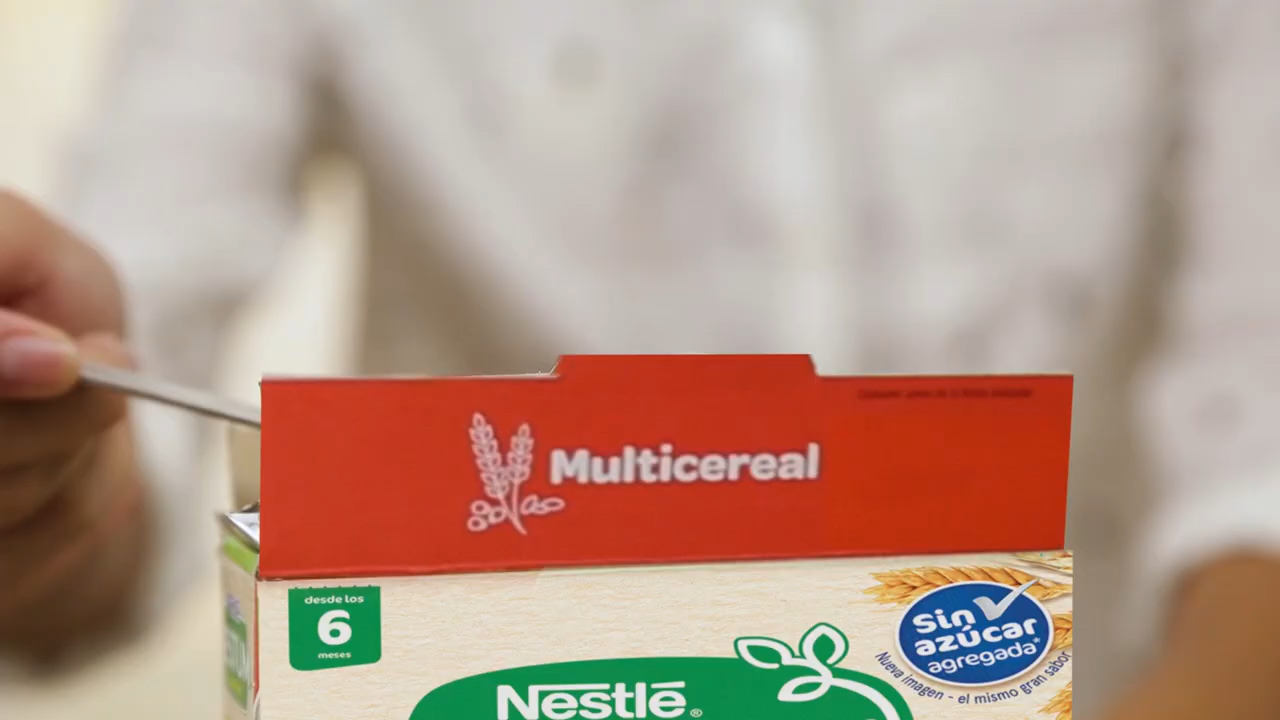 Multicereal
desde los
6
meses
Sin
azúcar
agregada*
Nueva imagen - el mismo gran sabor
Nestlé®